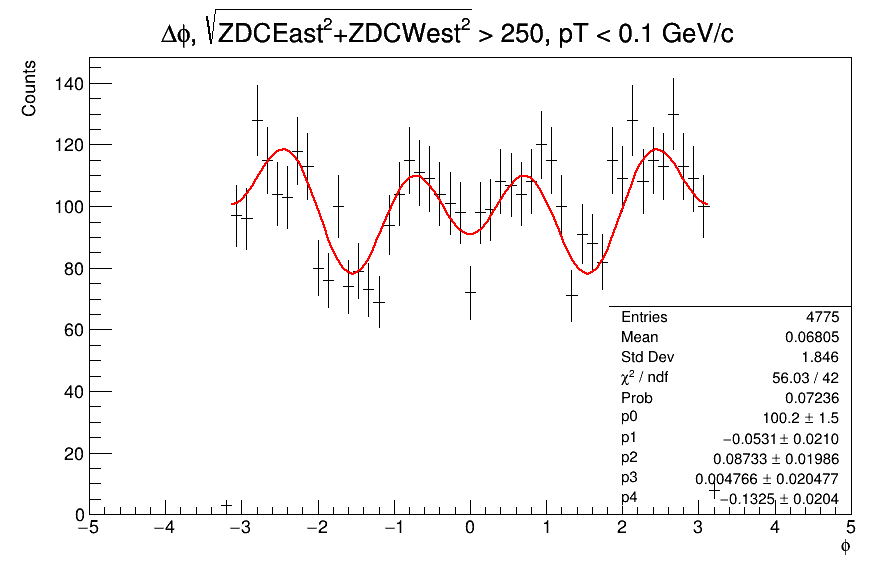 Δϕ, √ZDCEast²+ZDCWest² > 250, pT < 0.1 GeV/c
Counts
140
120
100
80
60
40
20
0
Entries 4775
Mean 0.06805
Std Dev 1.846
χ² / ndf 56.03 / 42
Prob 0.07236
p0 100.2 ± 1.5
p1 −0.0531 ± 0.0210
p2 0.08733 ± 0.01986
p3 0.004766 ± 0.020477
p4 −0.1325 ± 0.0204
−5 −4 −3 −2 −1 0 1 2 3 4 5
ϕ